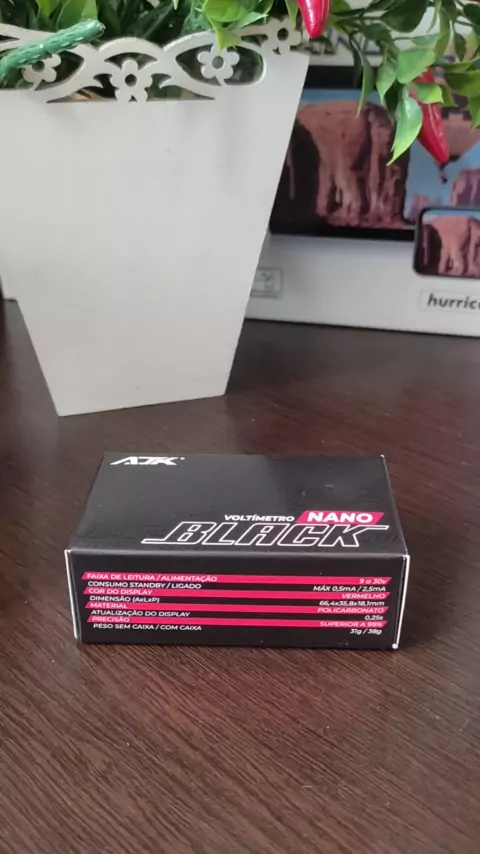 hurric
AJK
VOLTÍMETRO NANO
BLACK
FAIXA DE LEITURA / ALIMENTAÇÃO 9 a 30v
CONSUMO STANDBY / LIGADO MÁX 0,5mA / 2,5mA
COR DO DISPLAY VERMELHO
DIMENSÃO (AxLxP) 66,4x35,8x18,1mm
MATERIAL POLICARBONATO
ATUALIZAÇÃO DO DISPLAY 0,25s
PRECISÃO SUPERIOR A 99%
PESO SEM CAIXA / COM CAIXA 31g / 38g